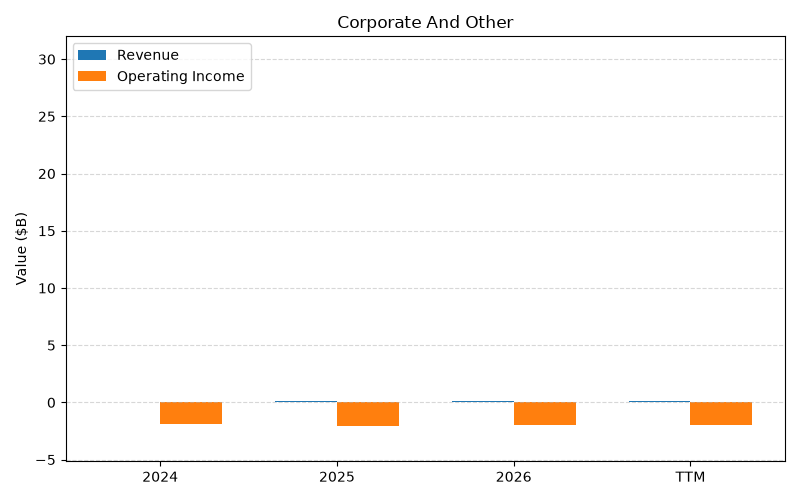 Corporate And Other
Revenue
Operating Income
Value ($B)
30
25
20
15
10
5
0
−5
2024
2025
2026
TTM